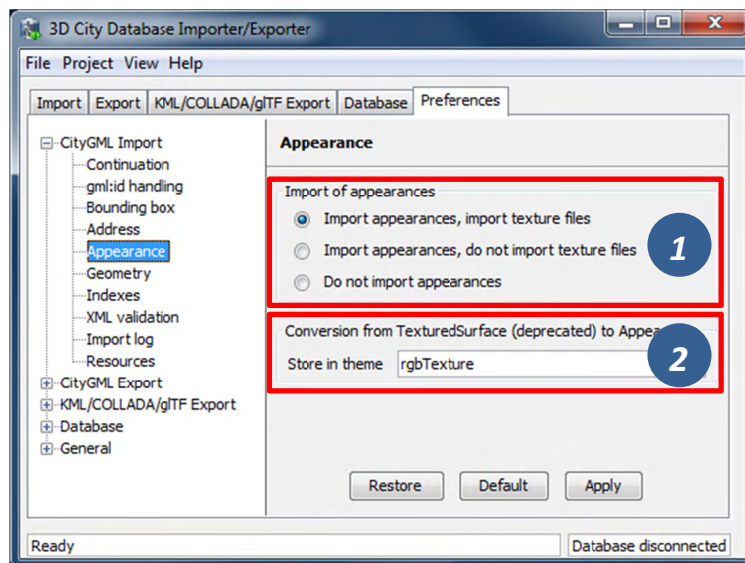 3D City Database Importer/Exporter
File Project View Help
Import Export KML/COLLADA/glTF Export Database Preferences
CityGML Import
Continuation
gml:id handling
Bounding box
Address
Appearance
Geometry
Indexes
XML validation
Import log
Resources
CityGML Export
KML/COLLADA/glTF Export
Database
General
Appearance
Import of appearances
Import appearances, import texture files
Import appearances, do not import texture files
Do not import appearances
1
Conversion from TexturedSurface (deprecated) to Appea
Store in theme rgbTexture
2
Restore Default Apply
Ready Database disconnected